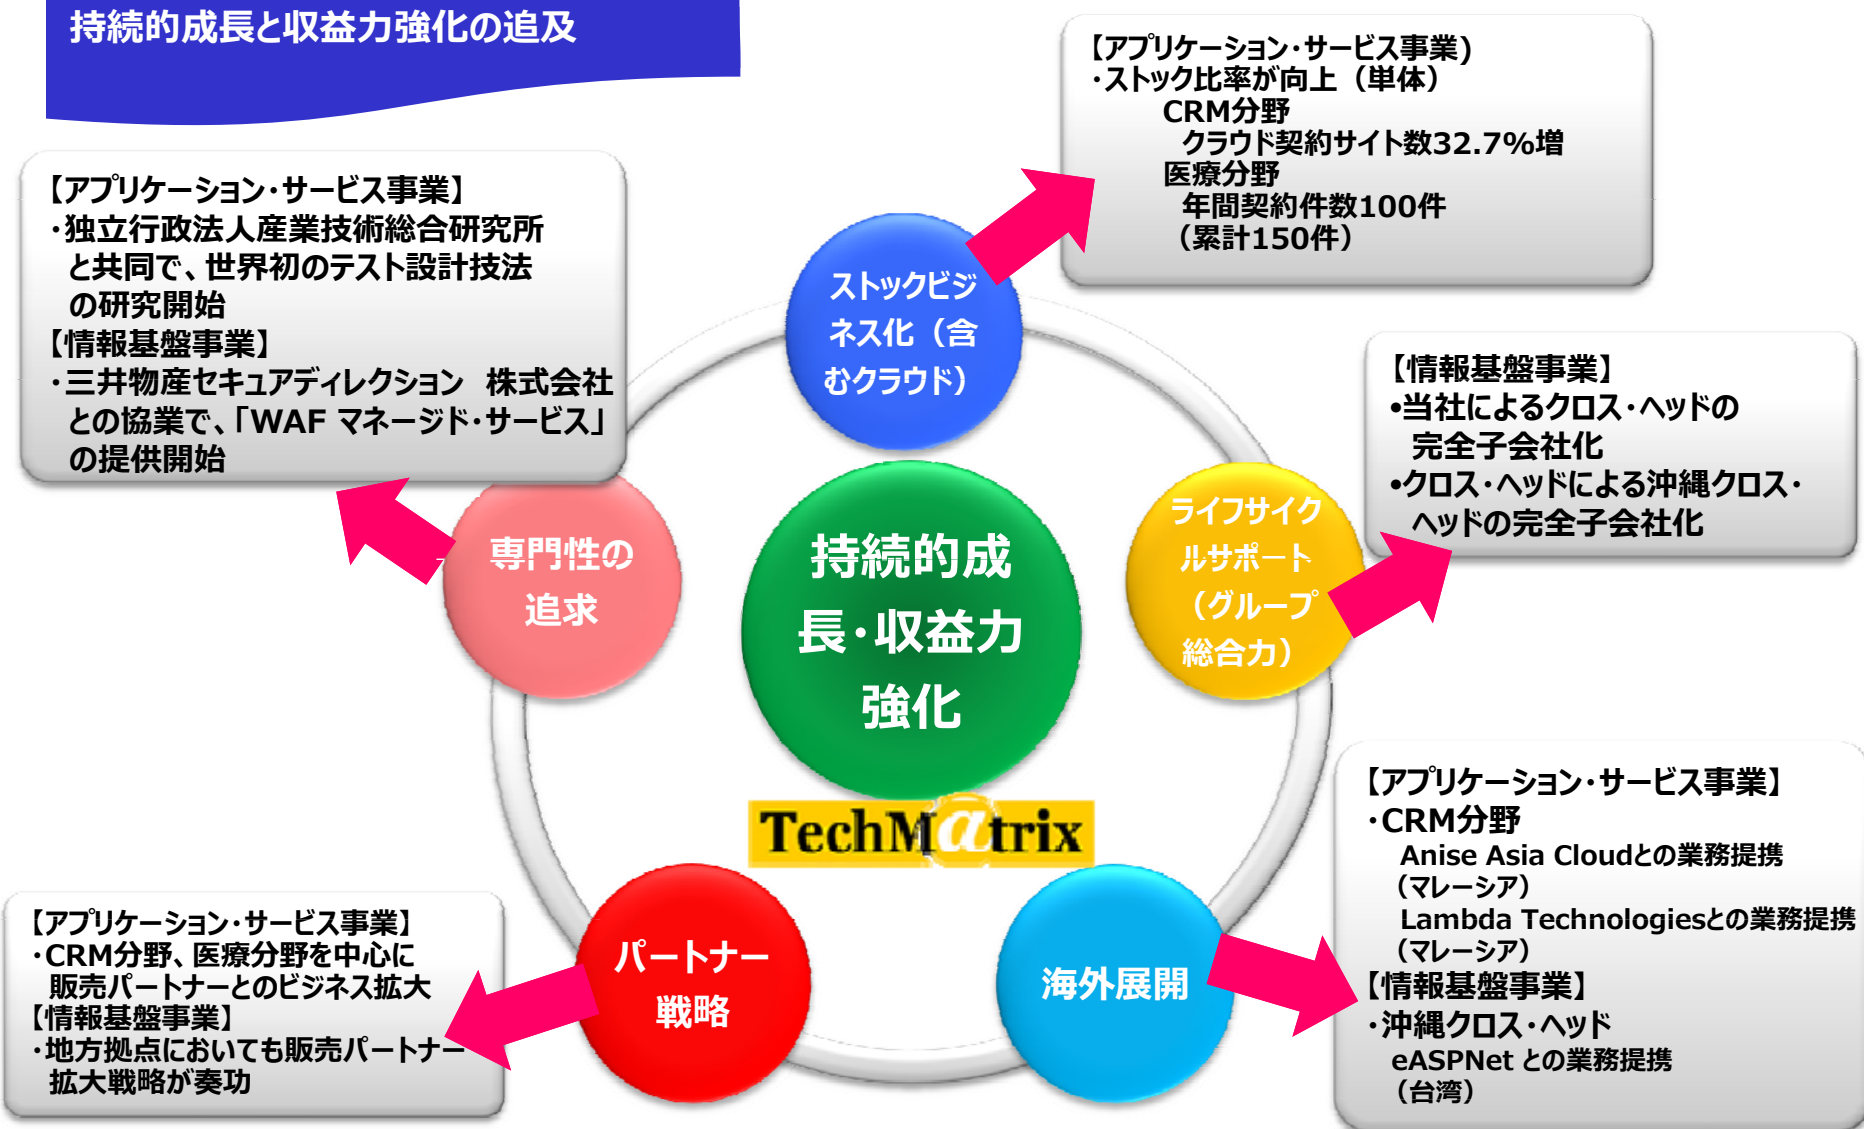 持続的成長と収益力強化の追及
【アプリケーション・サービス事業)
・ストック比率が向上（単体）
CRM分野
クラウド契約サイト数32.7%増
医療分野
年間契約件数100件
（累計150件）
【アプリケーション・サービス事業】
・独立行政法人産業技術総合研究所
と共同で、世界初のテスト設計技法
の研究開始
【情報基盤事業】
・三井物産セキュアディレクション 株式会社
との協業で、「WAF マネージド・サービス」
の提供開始
ストックビジ
ネス化（含
むクラウド）
【情報基盤事業】
•当社によるクロス・ヘッドの
完全子会社化
•クロス・ヘッドによる沖縄クロス・
ヘッドの完全子会社化
専門性の
追求
持続的成
長・収益力
強化
ライフサイク
ルサポート
（グループ
総合力）
TechM@trix
【アプリケーション・サービス事業】
・CRM分野
Anise Asia Cloudとの業務提携
（マレーシア）
Lambda Technologiesとの業務提携
（マレーシア）
【情報基盤事業】
・沖縄クロス・ヘッド
eASPNet との業務提携
（台湾）
【アプリケーション・サービス事業】
・CRM分野、医療分野を中心に
販売パートナーとのビジネス拡大
【情報基盤事業】
・地方拠点においても販売パートナー
拡大戦略が奏功
パートナー
戦略
海外展開